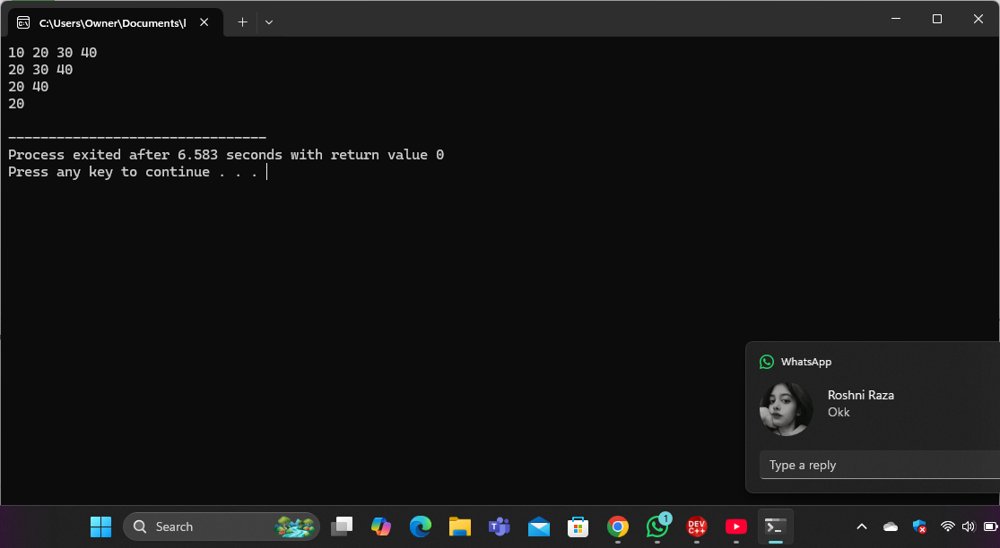 C:\Users\Owner\Documents\l
10 20 30 40
20 30 40
20 40
20
--------------------------------
Process exited after 6.583 seconds with return value 0
Press any key to continue . . .
WhatsApp
Roshni Raza
Okk
Type a reply
Search
1
DEV
C++